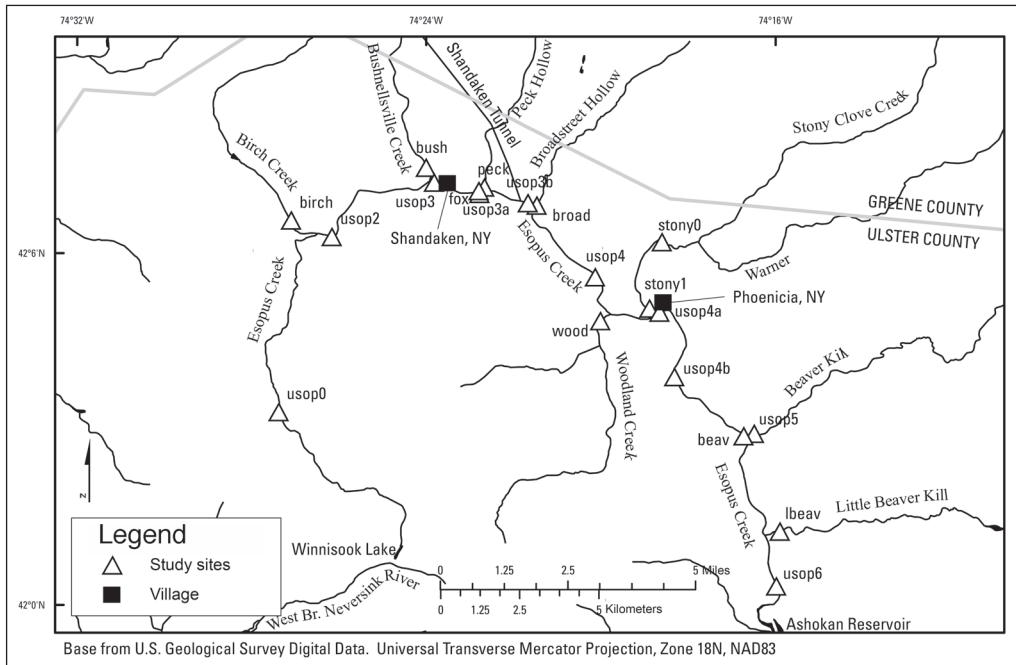 74°32'W
74°24'W
74°16'W
Bushnellsville Creek
Shandaken Tunnel
Peck Hollow
Broadstreet Hollow
Stony Clove Creek
Birch Creek
bush
peck
usop3b
birch
usop2
usop3
fox
usop3a
broad
Shandaken, NY
GREENE COUNTY
ULSTER COUNTY
stony0
42°6'N
Esopus Creek
usop4
Warner
Esopus Creek
stony1
Phoenicia, NY
usop4a
wood
Woodland Creek
usop4b
Beaver Kill
usop0
usop5
beav
Esopus Creek
N
Little Beaver Kill
lbeav
Legend
Study sites
Village
Winnisook Lake
West Br. Neversink River
0 1.25 2.5 5 Miles
0 1.25 2.5 5 Kilometers
usop6
42°0'N
Ashokan Reservoir
Base from U.S. Geological Survey Digital Data. Universal Transverse Mercator Projection, Zone 18N, NAD83